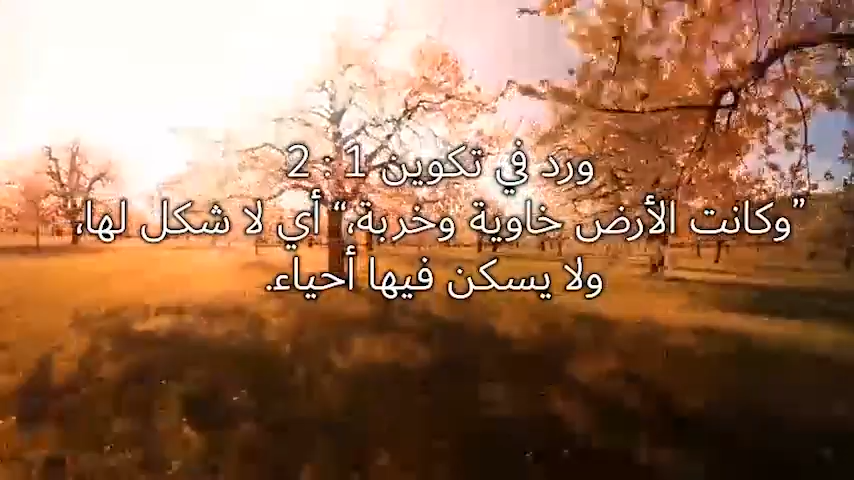 ورد في تكوين 1 : 2
”وكانت الأرض خاوية وخربة،“ أي لا شكل لها،
ولا يسكن فيها أحياء.